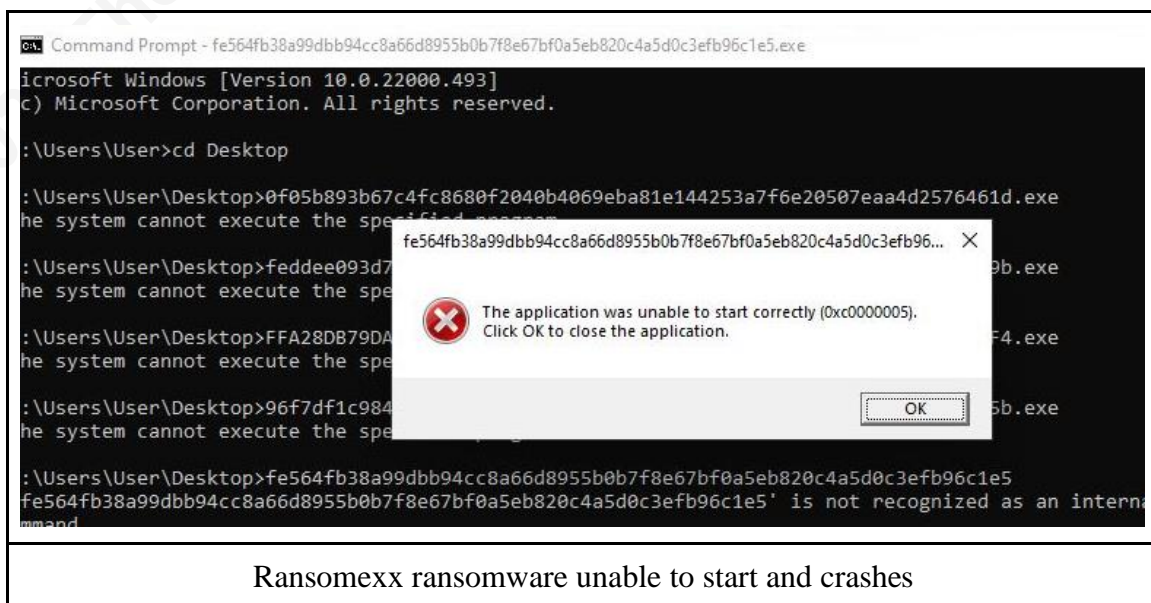 Command Prompt - fe564fb38a99dbb94cc8a66d8955b0b7f8e67bf0a5eb820c4a5d0c3efb96c1e5.exe
icrosoft Windows [Version 10.0.22000.493]
c) Microsoft Corporation. All rights reserved.
:\Users\User>cd Desktop
:\Users\User\Desktop>0f05b893b67c4fc8680f2040b4069eba81e144253a7f6e20507eaa4d2576461d.exe
he system cannot execute the specified program
fe564fb38a99dbb94cc8a66d8955b0b7f8e67bf0a5eb820c4a5d0c3efb96...
:\Users\User\Desktop>feddee093d7 9b.exe
he system cannot execute the spe
The application was unable to start correctly (0xc0000005).
Click OK to close the application.
:\Users\User\Desktop>FFA28DB79DA F4.exe
he system cannot execute the spe
OK
:\Users\User\Desktop>96f7df1c984 5b.exe
he system cannot execute the spe
:\Users\User\Desktop>fe564fb38a99dbb94cc8a66d8955b0b7f8e67bf0a5eb820c4a5d0c3efb96c1e5
fe564fb38a99dbb94cc8a66d8955b0b7f8e67bf0a5eb820c4a5d0c3efb96c1e5' is not recognized as an interna
mmand
Ransomexx ransomware unable to start and crashes